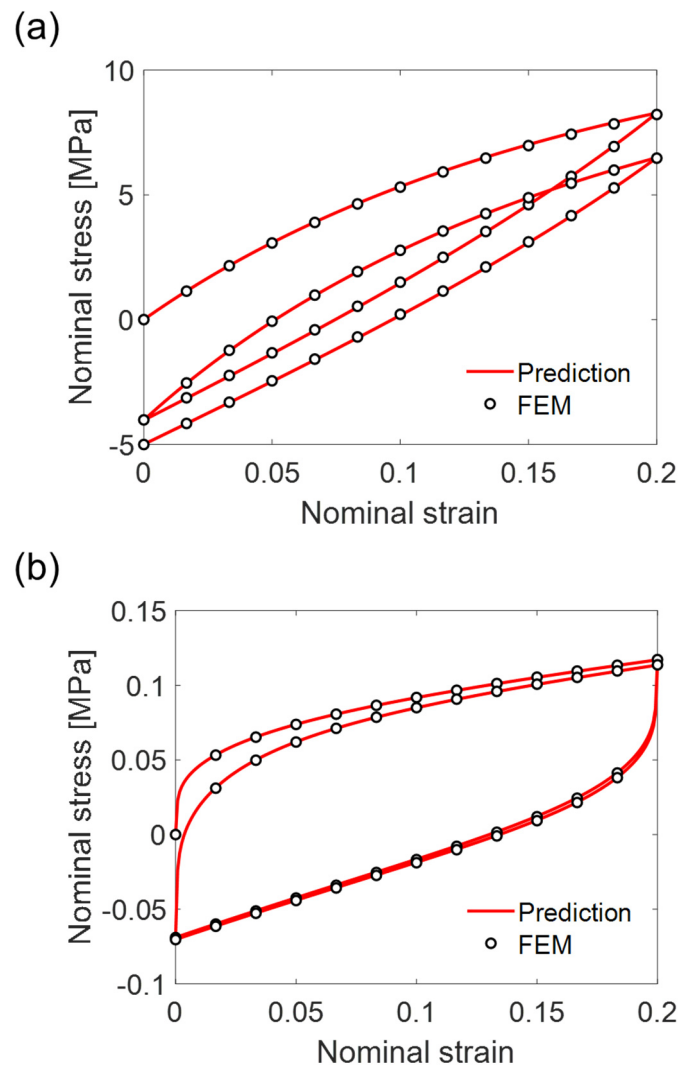 (a)
10
5
0
-5
Nominal stress [MPa]
Prediction
FEM
0 0.05 0.1 0.15 0.2
Nominal strain
(b)
0.15
0.1
0.05
0
-0.05
-0.1
Nominal stress [MPa]
Prediction
FEM
0 0.05 0.1 0.15 0.2
Nominal strain